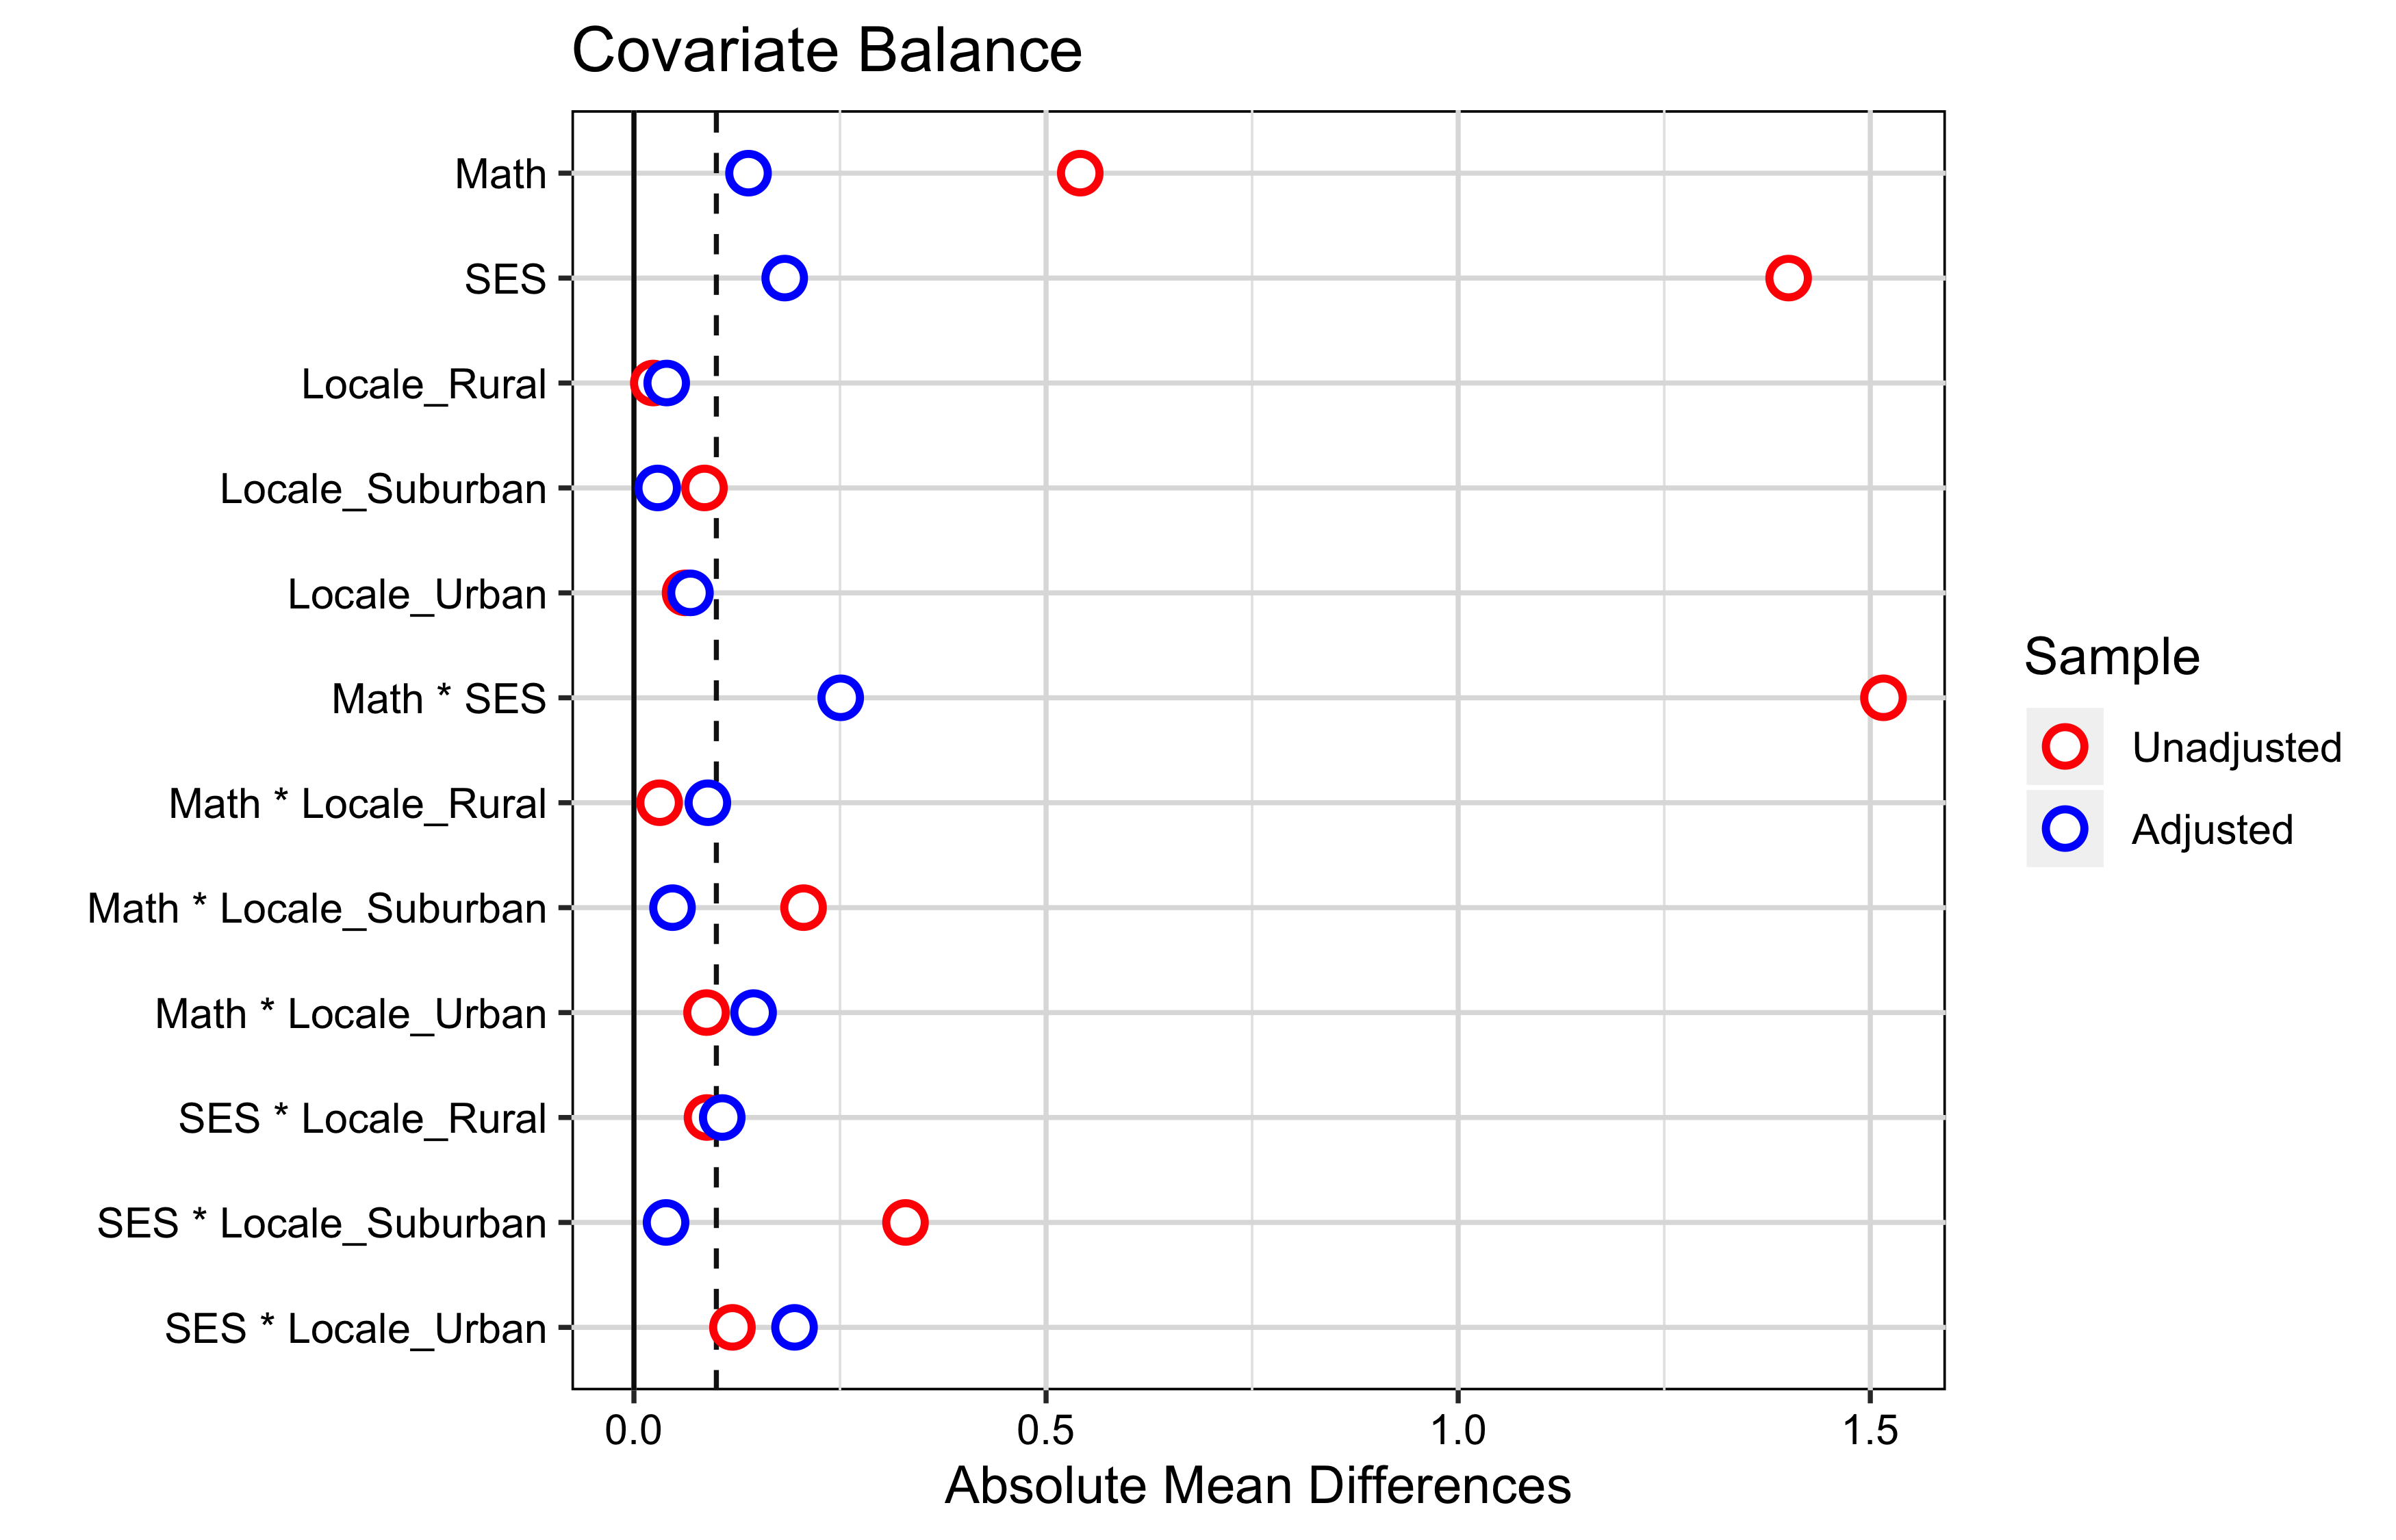 Covariate Balance
Math
SES
Locale_Rural
Locale_Suburban
Locale_Urban
Math * SES
Math * Locale_Rural
Math * Locale_Suburban
Math * Locale_Urban
SES * Locale_Rural
SES * Locale_Suburban
SES * Locale_Urban
0.0 0.5 1.0 1.5
Absolute Mean Differences
Sample
Unadjusted
Adjusted